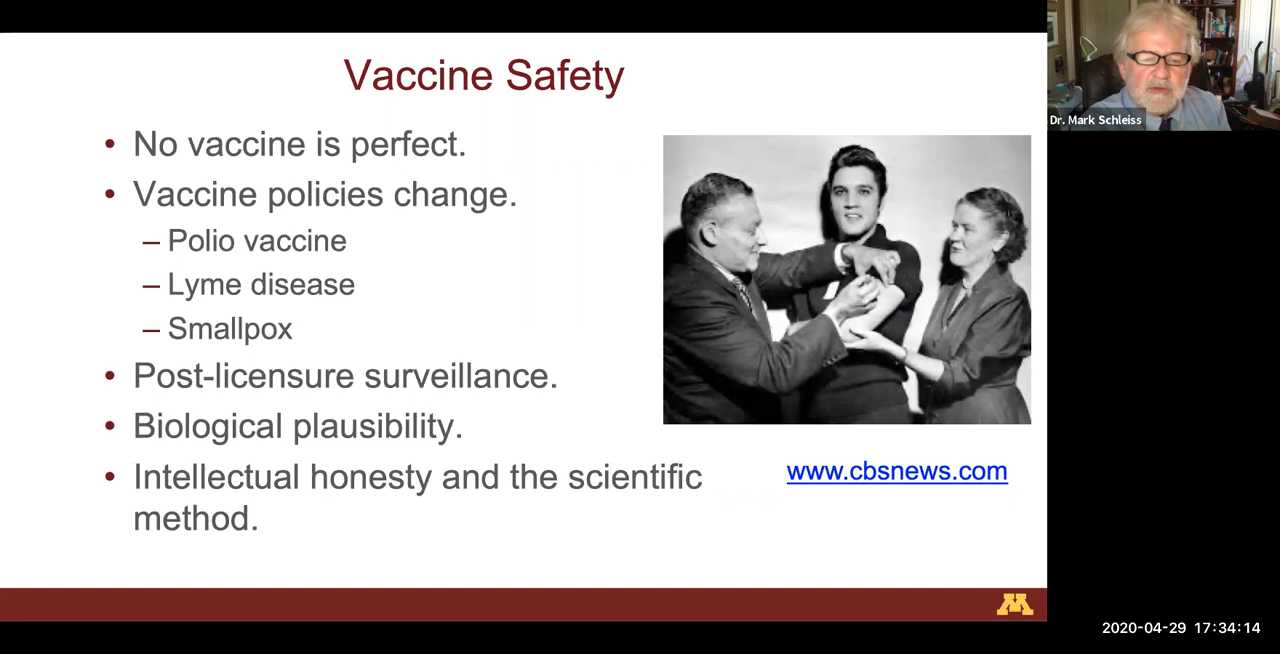 Vaccine Safety
• No vaccine is perfect.
• Vaccine policies change.
– Polio vaccine
– Lyme disease
– Smallpox
• Post-licensure surveillance.
• Biological plausibility.
• Intellectual honesty and the scientific
method.
www.cbsnews.com
M
Dr. Mark Schleiss
2020-04-29 17:34:14